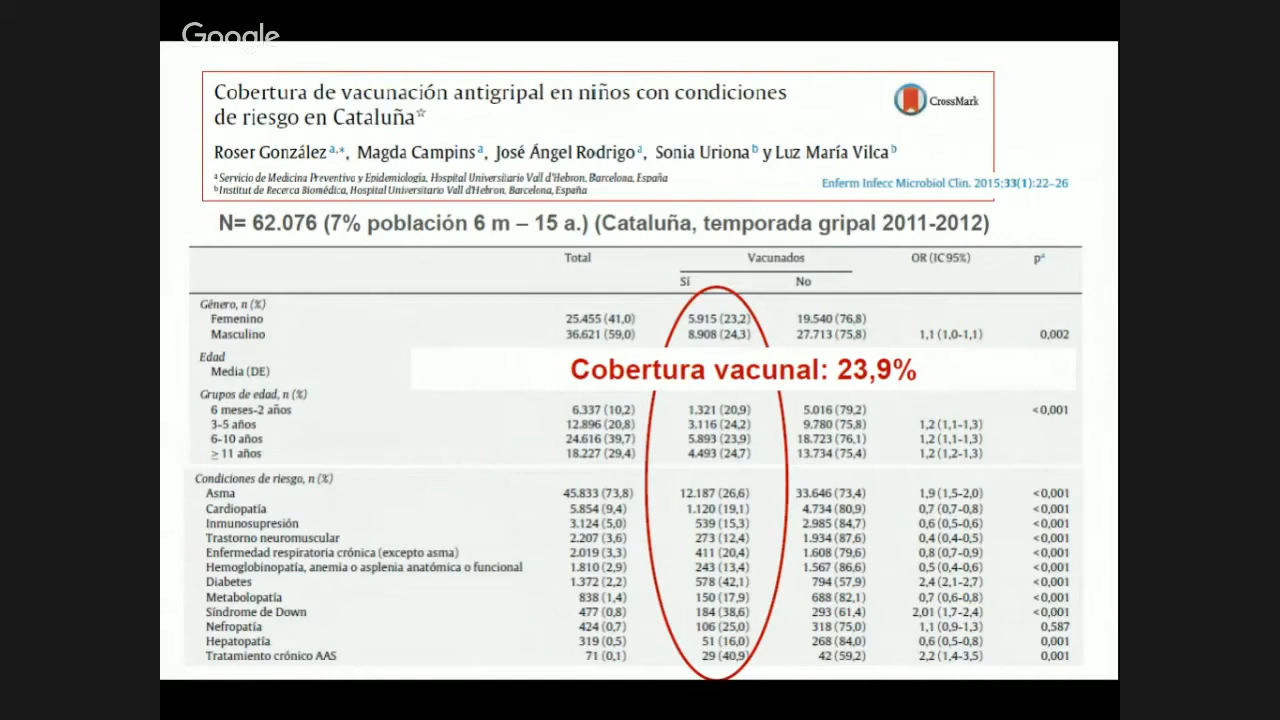 Google
Cobertura de vacunación antigripal en niños con condiciones
de riesgo en Cataluña☆
CrossMark
Roser González a,*, Magda Campins a, José Ángel Rodrigo a, Sonia Uriona b y Luz María Vilca b
a Servicio de Medicina Preventiva y Epidemiología, Hospital Universitario Vall d'Hebron, Barcelona, España
b Institut de Recerca Biomédica, Hospital Universitario Vall d'Hebron, Barcelona, España
Enferm Infecc Microbiol Clin. 2015;33(1):22–26
N= 62.076 (7% población 6 m – 15 a.) (Cataluña, temporada gripal 2011-2012)
Total Vacunados OR (IC 95%) p a
Sí No
Género, n (%)
Femenino 25.455 (41,0) 5.915 (23,2) 19.540 (76,8)
Masculino 36.621 (59,0) 8.908 (24,3) 27.713 (75,8) 1,1 (1,0-1,1) 0,002
Edad
Media (DE)
Cobertura vacunal: 23,9%
Grupos de edad, n (%)
6 meses-2 años 6.337 (10,2) 1.321 (20,9) 5.016 (79,2) <0,001
3-5 años 12.896 (20,8) 3.116 (24,2) 9.780 (75,8) 1,2 (1,1-1,3)
6-10 años 24.616 (39,7) 5.893 (23,9) 18.723 (76,1) 1,2 (1,1-1,3)
≥ 11 años 18.227 (29,4) 4.493 (24,7) 13.734 (75,4) 1,2 (1,2-1,3)
Condiciones de riesgo, n (%)
Asma 45.833 (73,8) 12.187 (26,6) 33.646 (73,4) 1,9 (1,5-2,0) <0,001
Cardiopatía 5.854 (9,4) 1.120 (19,1) 4.734 (80,9) 0,7 (0,7-0,8) <0,001
Inmunosupresión 3.124 (5,0) 539 (15,3) 2.985 (84,7) 0,6 (0,5-0,6) <0,001
Trastorno neuromuscular 2.207 (3,6) 273 (12,4) 1.934 (87,6) 0,4 (0,4-0,5) <0,001
Enfermedad respiratoria crónica (excepto asma) 2.019 (3,3) 411 (20,4) 1.608 (79,6) 0,8 (0,7-0,9) <0,001
Hemoglobinopatía, anemia o asplenia anatómica o funcional 1.810 (2,9) 243 (13,4) 1.567 (86,6) 0,5 (0,4-0,6) <0,001
Diabetes 1.372 (2,2) 578 (42,1) 794 (57,9) 2,4 (2,1-2,7) <0,001
Metabolopatía 838 (1,4) 150 (17,9) 688 (82,1) 0,7 (0,6-0,8) <0,001
Síndrome de Down 477 (0,8) 184 (38,6) 293 (61,4) 2,01 (1,7-2,4) <0,001
Nefropatía 424 (0,7) 106 (25,0) 318 (75,0) 1,1 (0,9-1,3) 0,587
Hepatopatía 319 (0,5) 51 (16,0) 268 (84,0) 0,6 (0,5-0,8) 0,001
Tratamiento crónico AAS 71 (0,1) 29 (40,9) 42 (59,2) 2,2 (1,4-3,5) 0,001